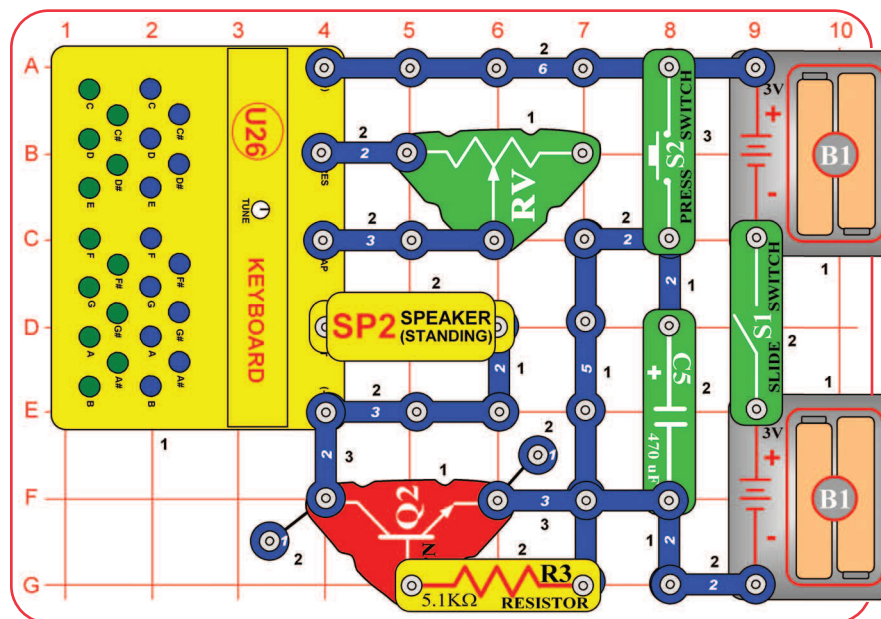 1 2 3 4 5 6 7 8 9 10
A
B
C
D
E
F
G
U26
KEYBOARD
TUNE
C
C#
D
D#
E
F
F#
G
G#
A
A#
B
C
C#
D
D#
E
F
F#
G
G#
A
A#
B
2
6
2
2
2
3
1
RV
2
SP2 SPEAKER
(STANDING)
2
1
2
3
2
3
1
2
1
2
Q2
3
3
2
R3
5.1KΩ
RESISTOR
2
2
5
1
S2
PRESS SWITCH
3
2
1
C5
+
470 uF
2
1
2
2
2
S1
SLIDE SWITCH
2
3V
+
-
B1
1
1
3V
+
-
B1
1